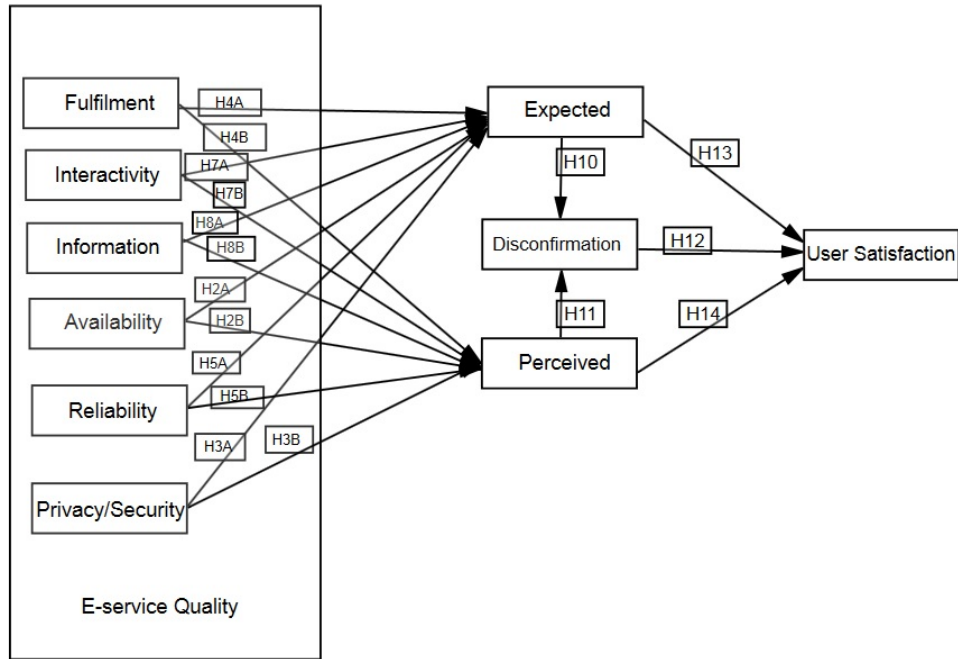 Fulfilment
H4A
H4B
Interactivity
H7A
H7B
Information
H8A
H8B
Availability
H2A
H2B
Reliability
H5A
H5B
Privacy/Security
H3A
H3B
E-service Quality
Expected
H10
Disconfirmation
H11
Perceived
H13
H12
H14
User Satisfaction